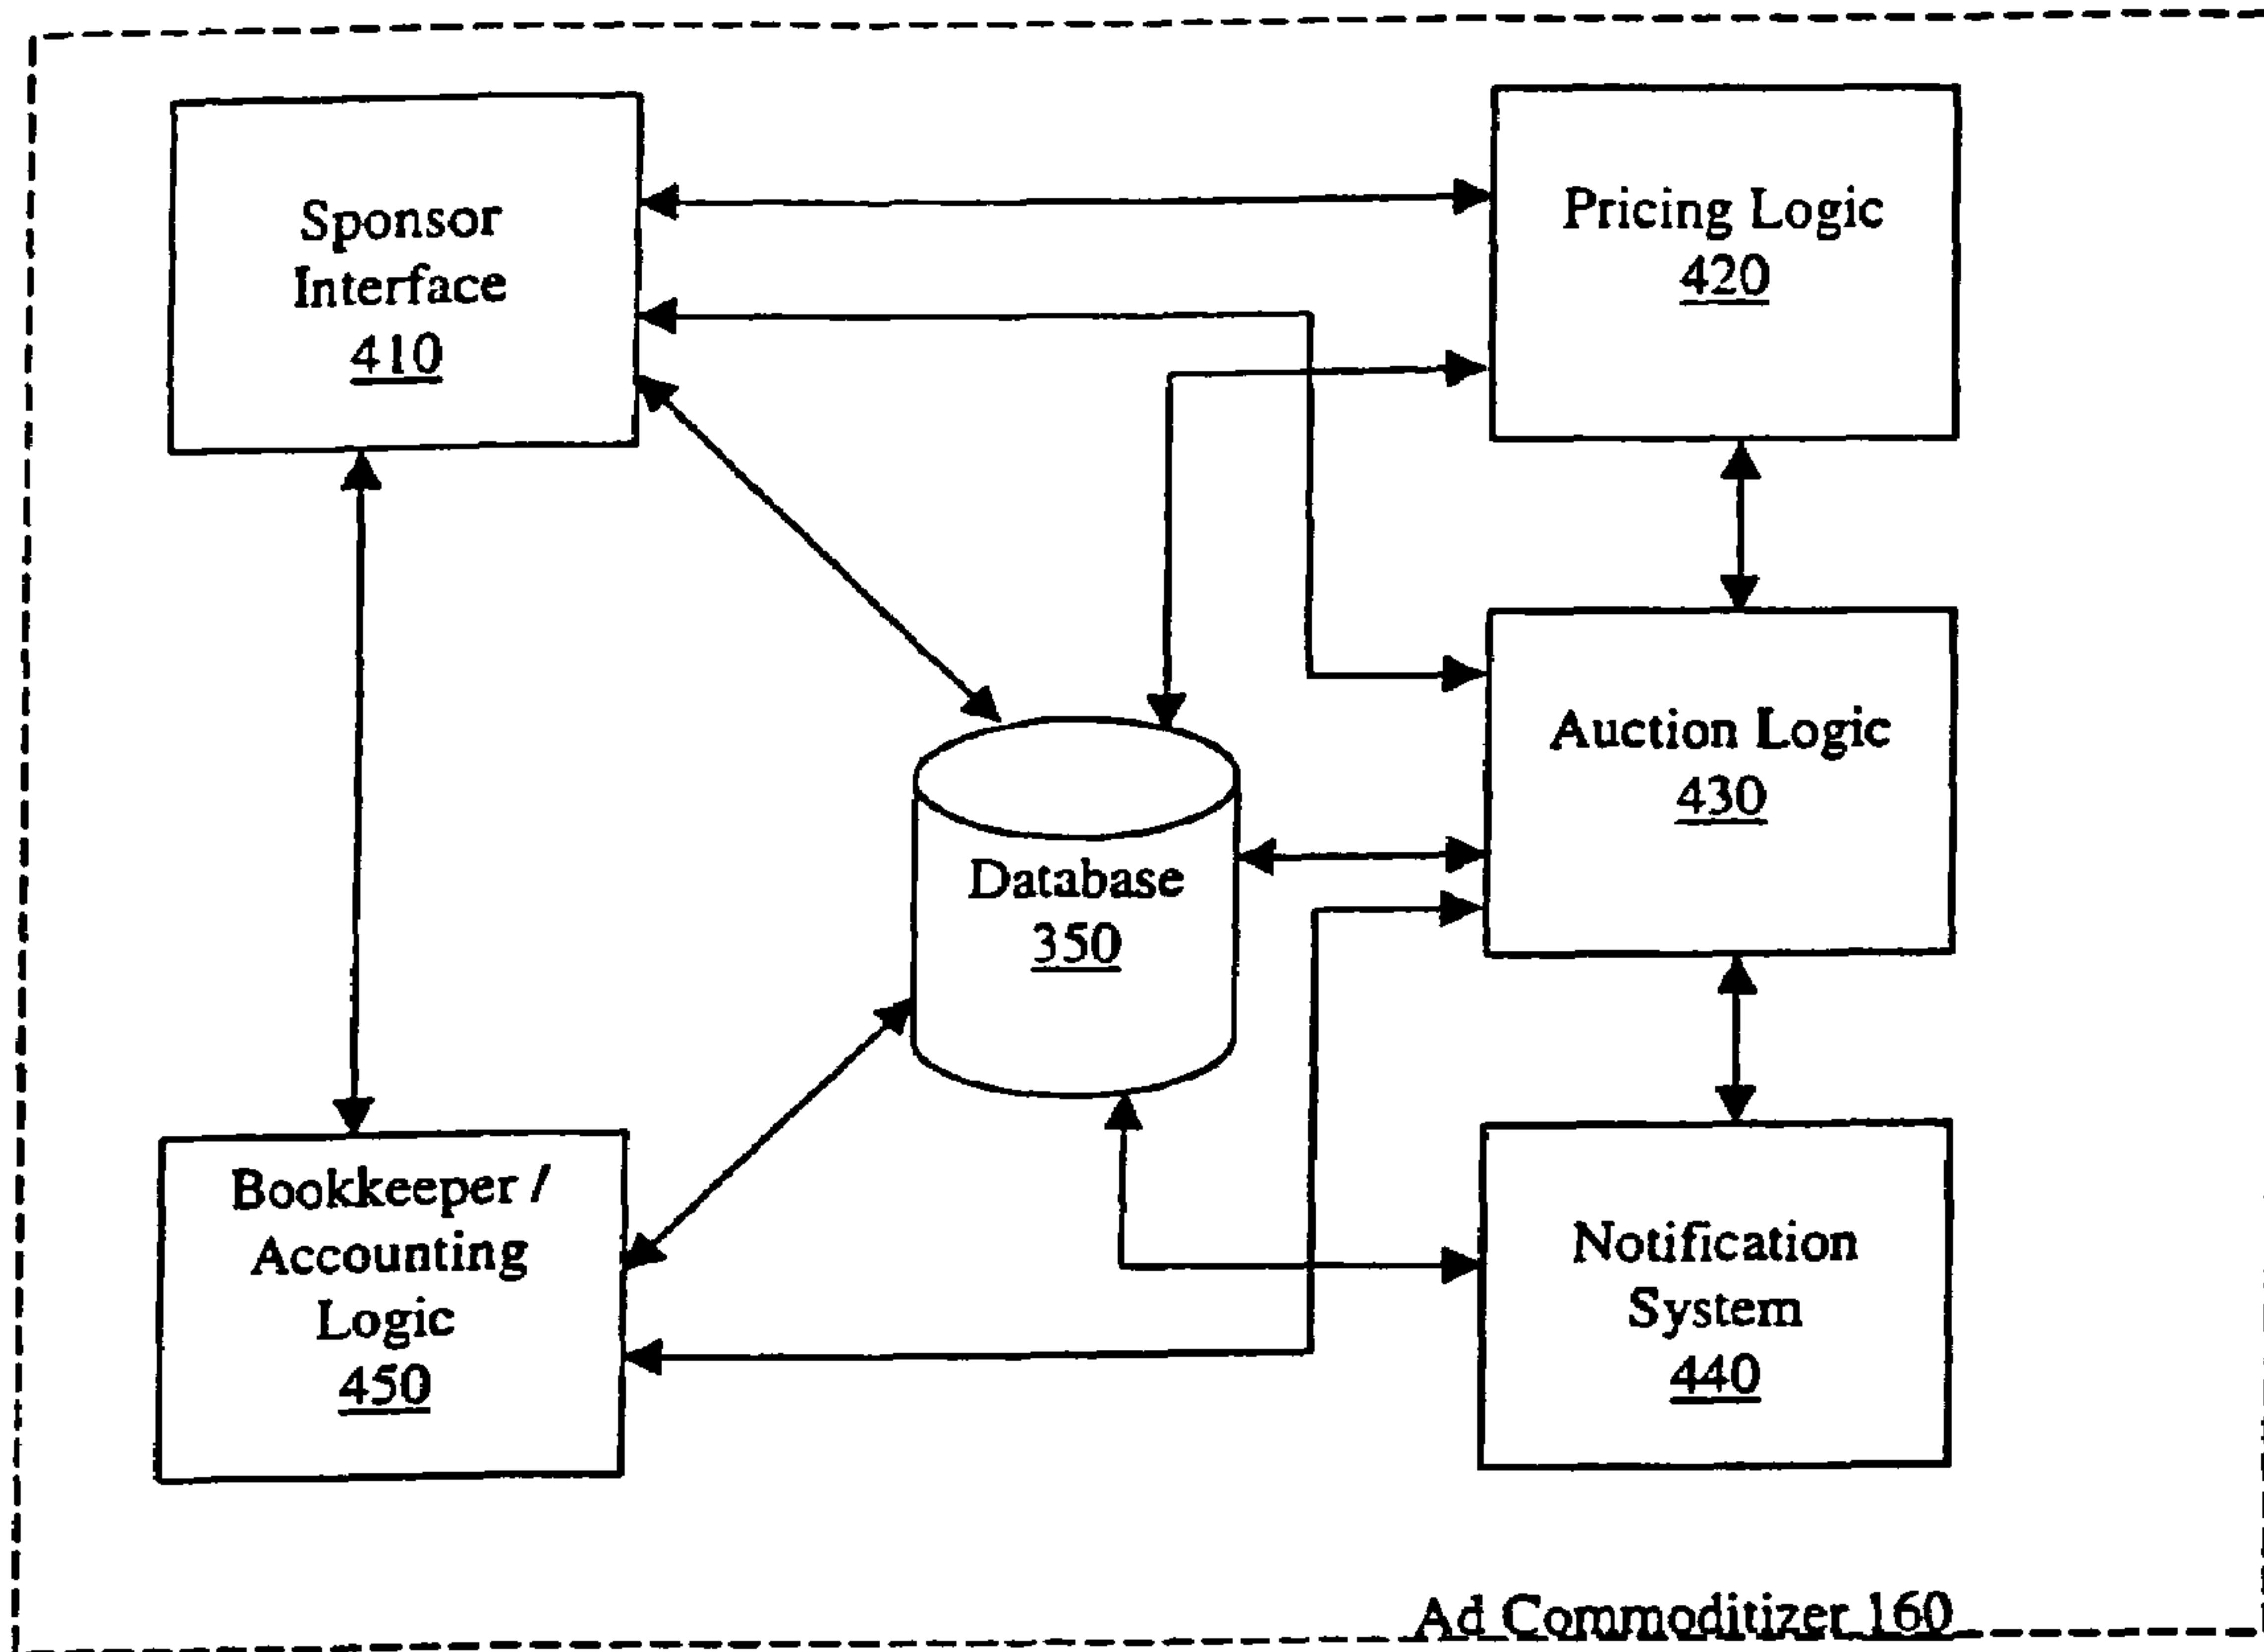 Sponsor
Interface
410
Pricing Logic
420
Auction Logic
430
Database
350
Bookkeeper /
Accounting
Logic
450
Notification
System
440
Ad Commoditizer 160